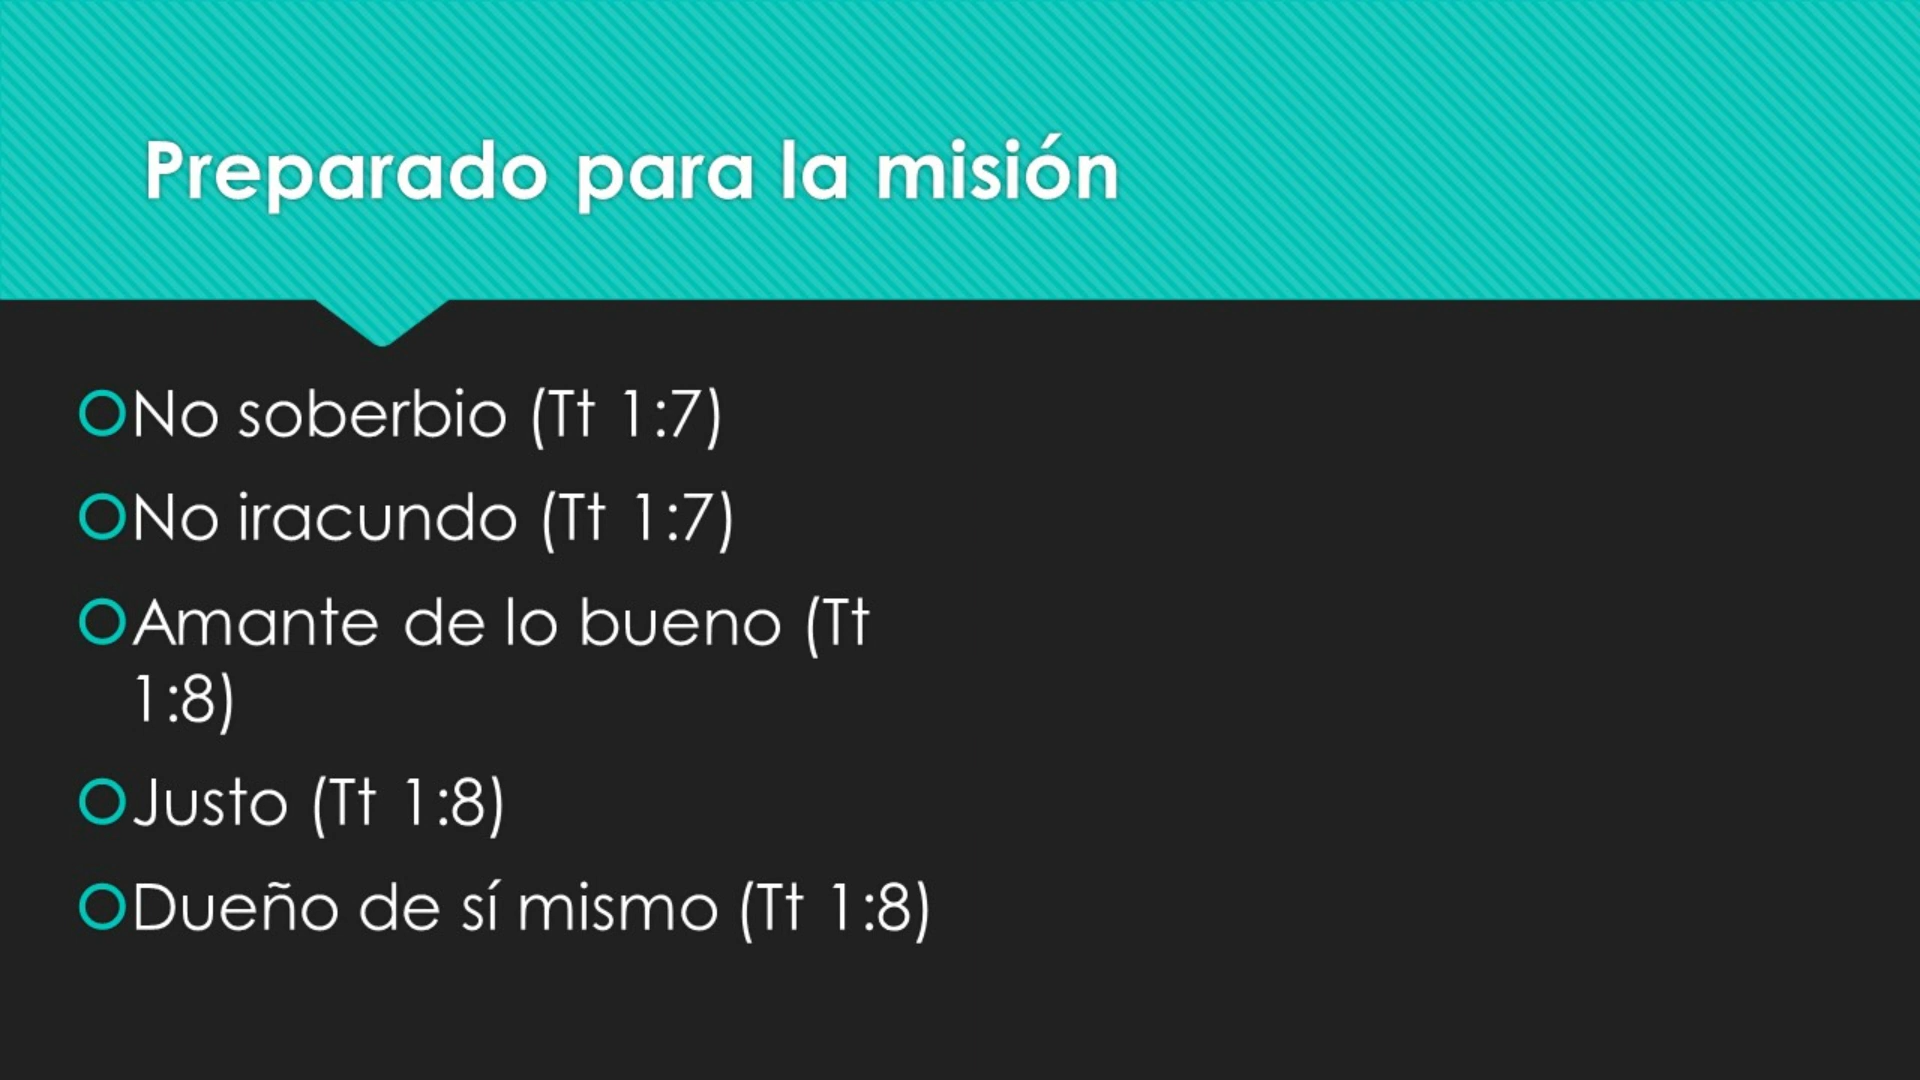 Preparado para la misión
No soberbio (Tt 1:7)
No iracundo (Tt 1:7)
Amante de lo bueno (Tt
1:8)
Justo (Tt 1:8)
Dueño de sí mismo (Tt 1:8)